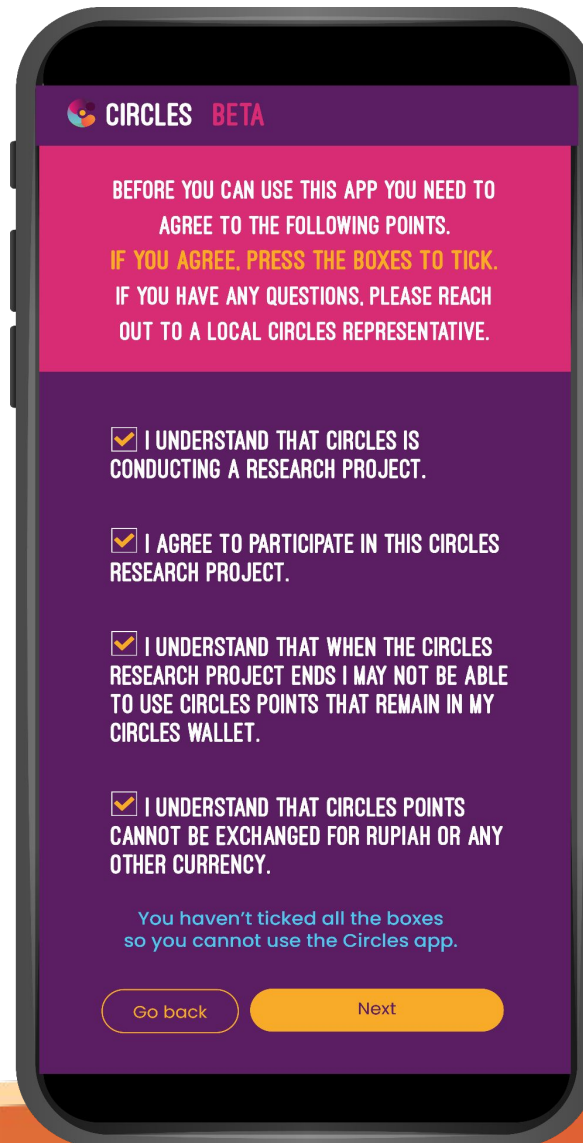 CIRCLES BETA
BEFORE YOU CAN USE THIS APP YOU NEED TO
AGREE TO THE FOLLOWING POINTS.
IF YOU AGREE, PRESS THE BOXES TO TICK.
IF YOU HAVE ANY QUESTIONS, PLEASE REACH
OUT TO A LOCAL CIRCLES REPRESENTATIVE.
I UNDERSTAND THAT CIRCLES IS
CONDUCTING A RESEARCH PROJECT.
I AGREE TO PARTICIPATE IN THIS CIRCLES
RESEARCH PROJECT.
I UNDERSTAND THAT WHEN THE CIRCLES
RESEARCH PROJECT ENDS I MAY NOT BE ABLE
TO USE CIRCLES POINTS THAT REMAIN IN MY
CIRCLES WALLET.
I UNDERSTAND THAT CIRCLES POINTS
CANNOT BE EXCHANGED FOR RUPIAH OR ANY
OTHER CURRENCY.
You haven't ticked all the boxes
so you cannot use the Circles app.
Go back
Next